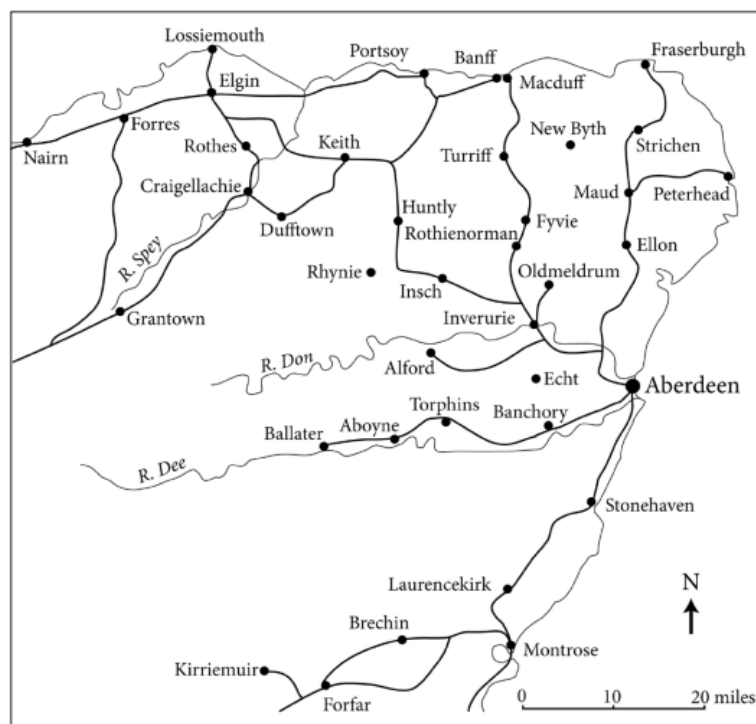 Lossiemouth
Portsoy
Banff
Fraserburgh
Elgin
Macduff
Forres
New Byth
Strichen
Nairn
Rothes
Keith
Turriff
Craigellachie
Maud
Peterhead
Dufftown
Huntly
Fyvie
Rothienorman
Ellon
R. Spey
Rhynie
Oldmeldrum
Insch
Grantown
Inverurie
R. Don
Alford
Echt
Aberdeen
Torphins
Banchory
Aboyne
Ballater
R. Dee
Stonehaven
Laurencekirk
N
Brechin
Montrose
Kirriemuir
Forfar
0 10 20 miles